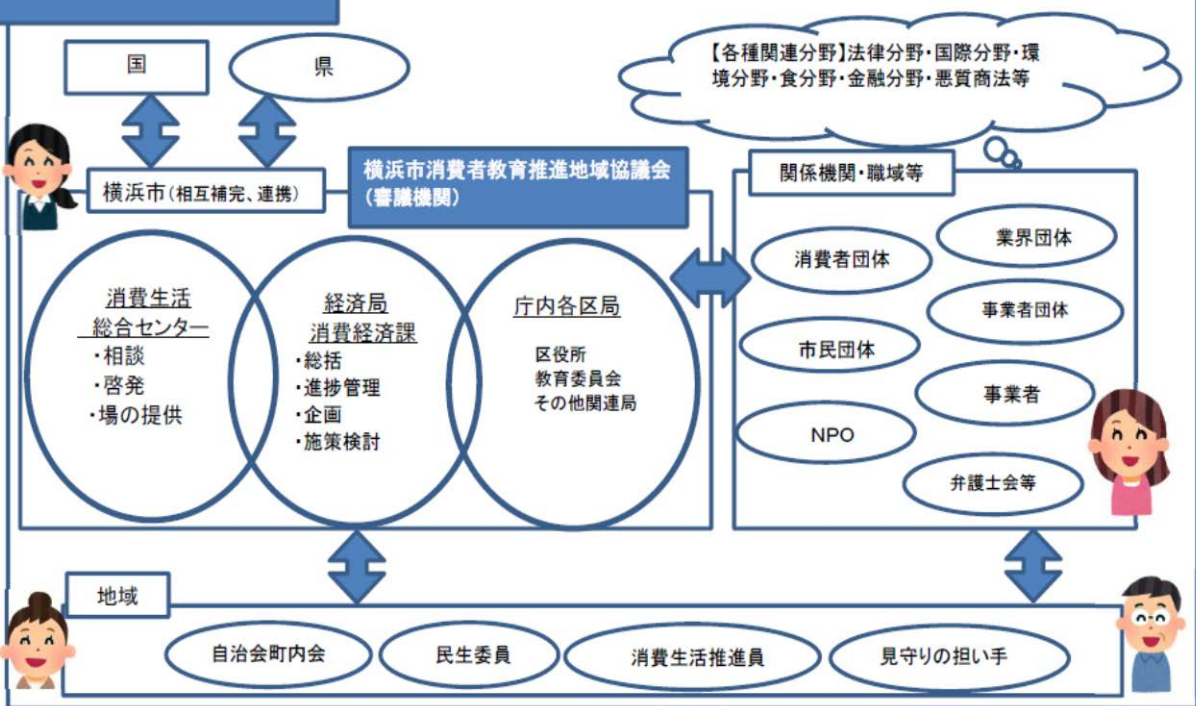 国
県
【各種関連分野】法律分野・国際分野・環
境分野・食分野・金融分野・悪質商法等
横浜市(相互補完、連携)
横浜市消費者教育推進地域協議会
(審議機関)
関係機関・職域等
消費生活
総合センター
・相談
・啓発
・場の提供
経済局
消費経済課
・総括
・進捗管理
・企画
・施策検討
庁内各区局
区役所
教育委員会
その他関連局
消費者団体
業界団体
事業者団体
市民団体
事業者
NPO
弁護士会等
地域
自治会町内会
民生委員
消費生活推進員
見守りの担い手